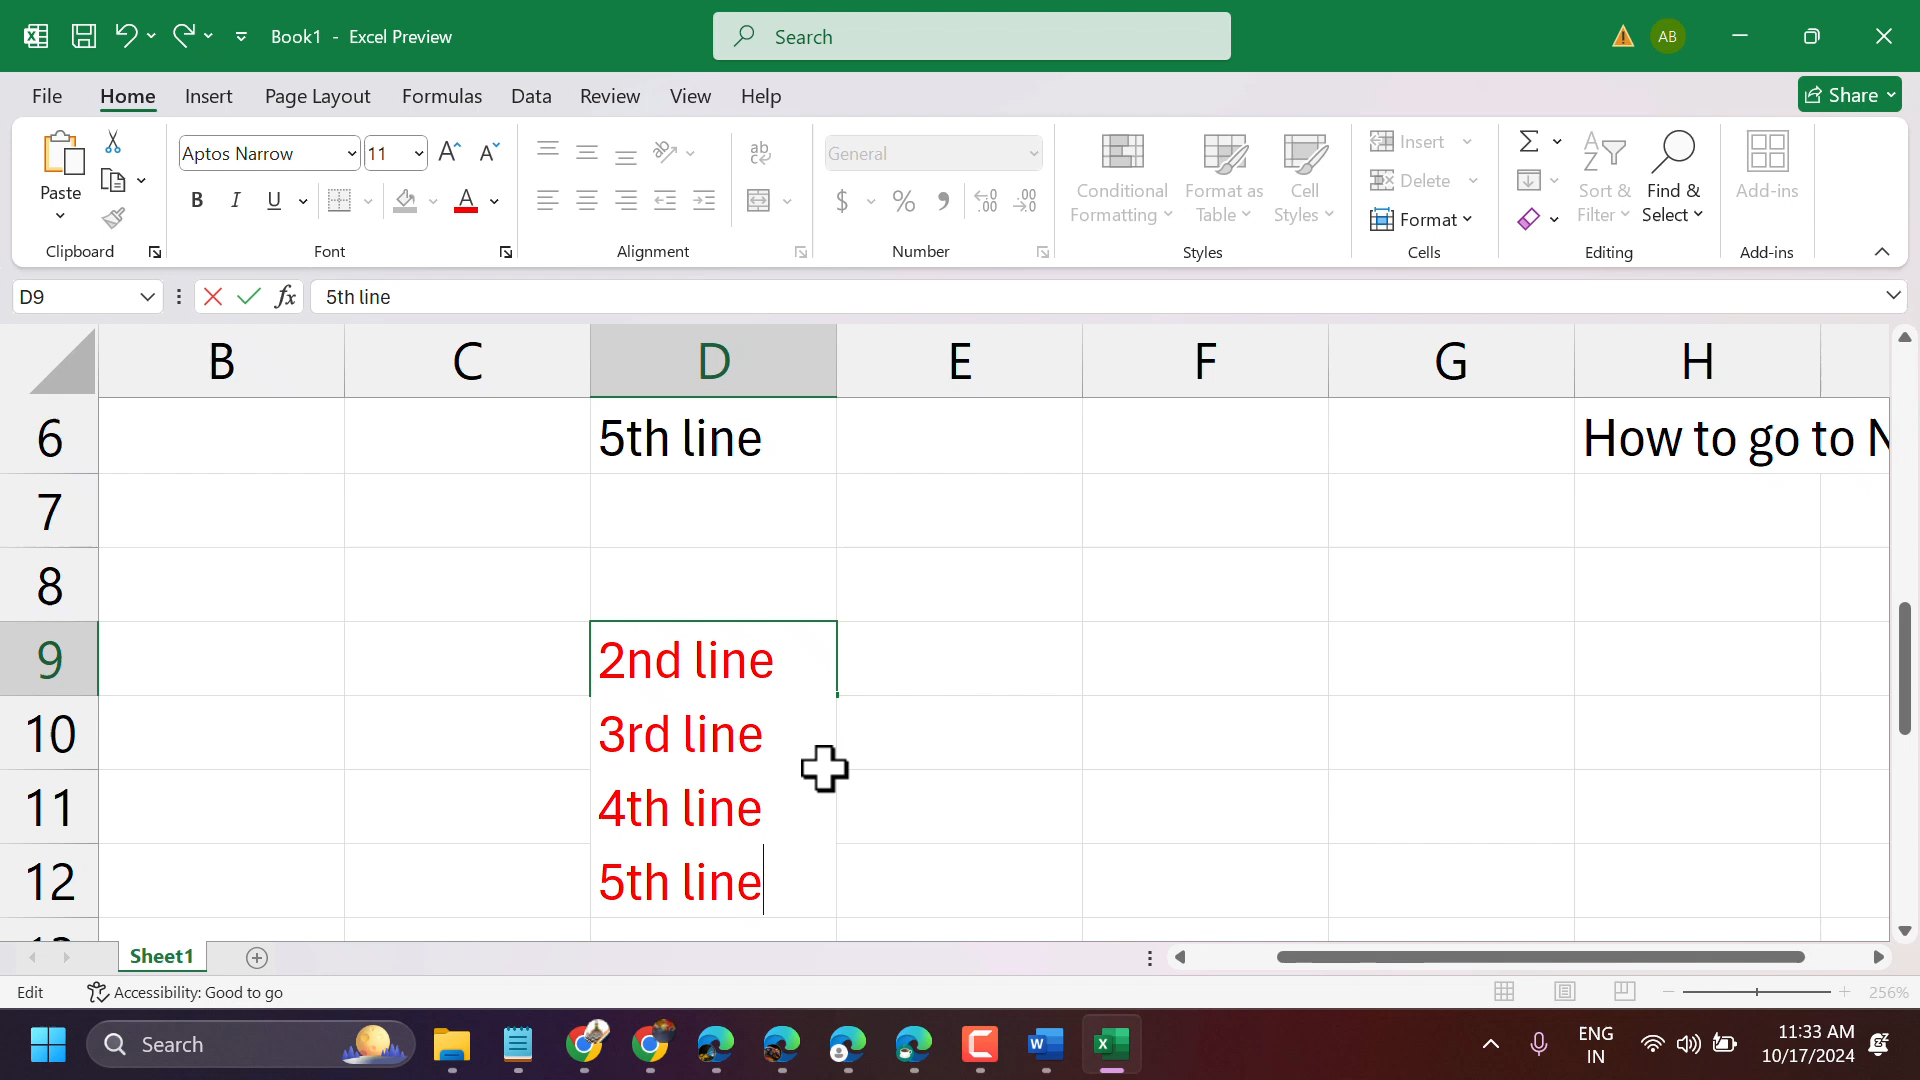 Book1 - Excel Preview
Search
AB
File Home Insert Page Layout Formulas Data Review View Help
Share
Paste
Clipboard
Aptos Narrow
11
B I U
Font
Alignment
General
$ %
Number
Conditional Formatting
Format as Table
Cell Styles
Styles
Insert
Delete
Format
Cells
Sort & Filter
Find & Select
Editing
Add-ins
Add-ins
D9
fx
5th line
B C D E F G H
6 5th line How to go to N
7
8
9 2nd line
10 3rd line
11 4th line
12 5th line
Sheet1
Edit
Accessibility: Good to go
256%
Search
ENG
IN
11:33 AM
10/17/2024